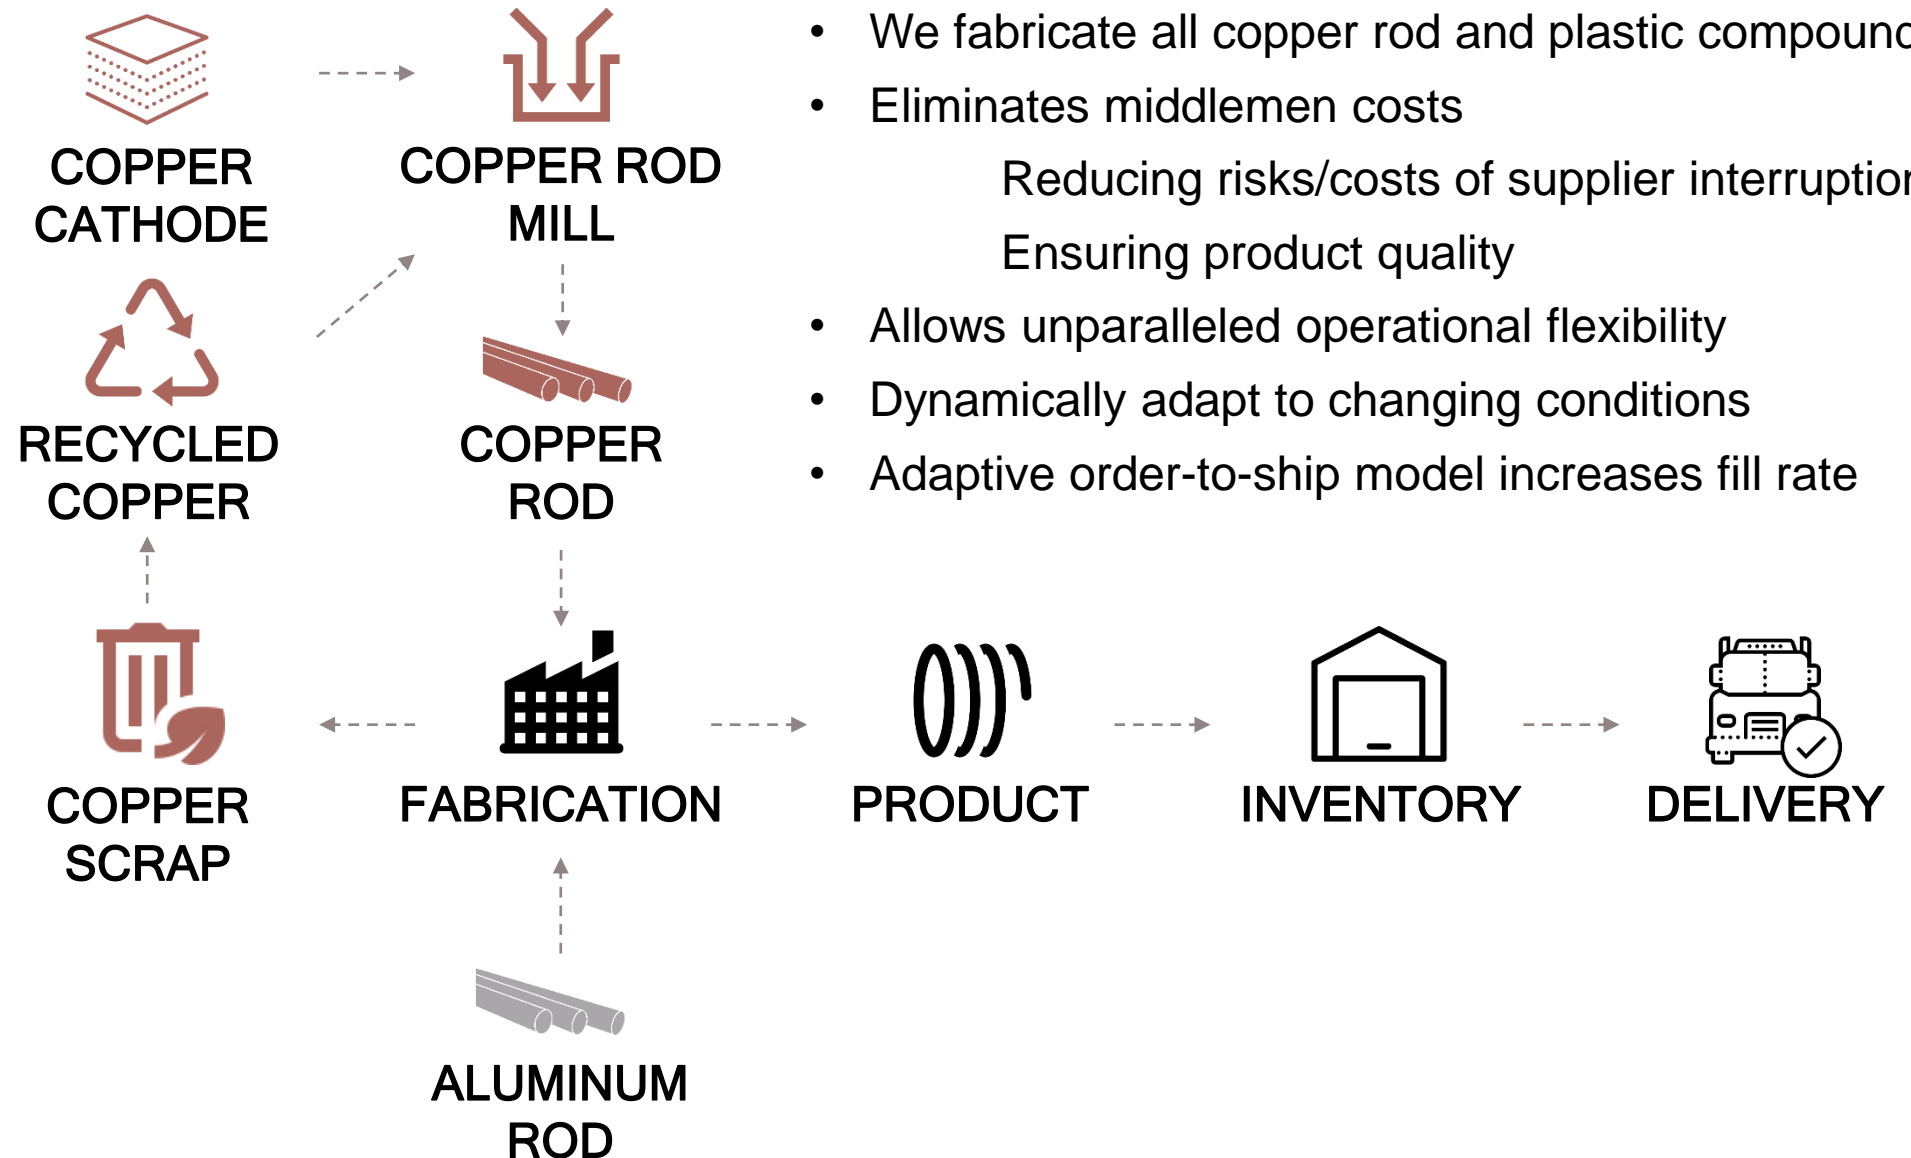 • We fabricate all copper rod and plastic
• Eliminates middlemen costs
Reducing risks/costs of supplier
Ensuring product quality
• Allows unparalleled operational flexibility
• Dynamically adapt to changing conditions
• Adaptive order-to-ship model increases fill rate
COPPER
CATHODE
COPPER ROD
MILL
RECYCLED
COPPER
COPPER
ROD
COPPER
SCRAP
FABRICATION
PRODUCT
INVENTORY
DELIVERY
ALUMINUM
ROD